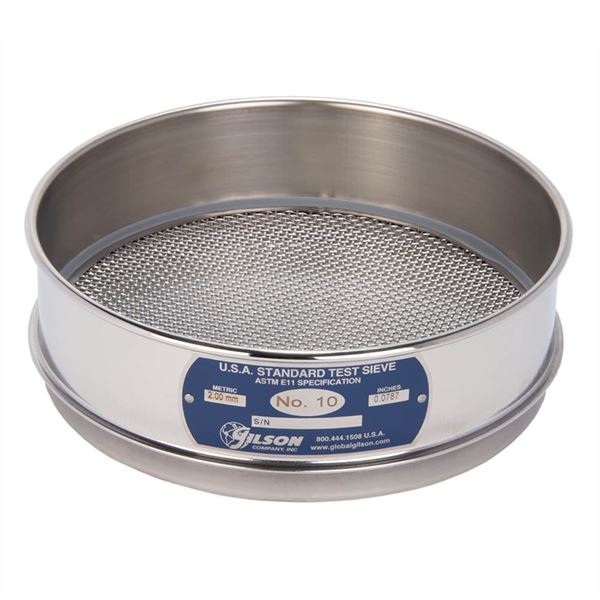 U.S.A. STANDARD TEST SIEVE
ASTM E11 SPECIFICATION
METRIC
2.00 mm
No. 10
INCHES
0.0787
S/N
GILSON
COMPANY, INC
800.444.1508 U.S.A.
www.globalgilson.com